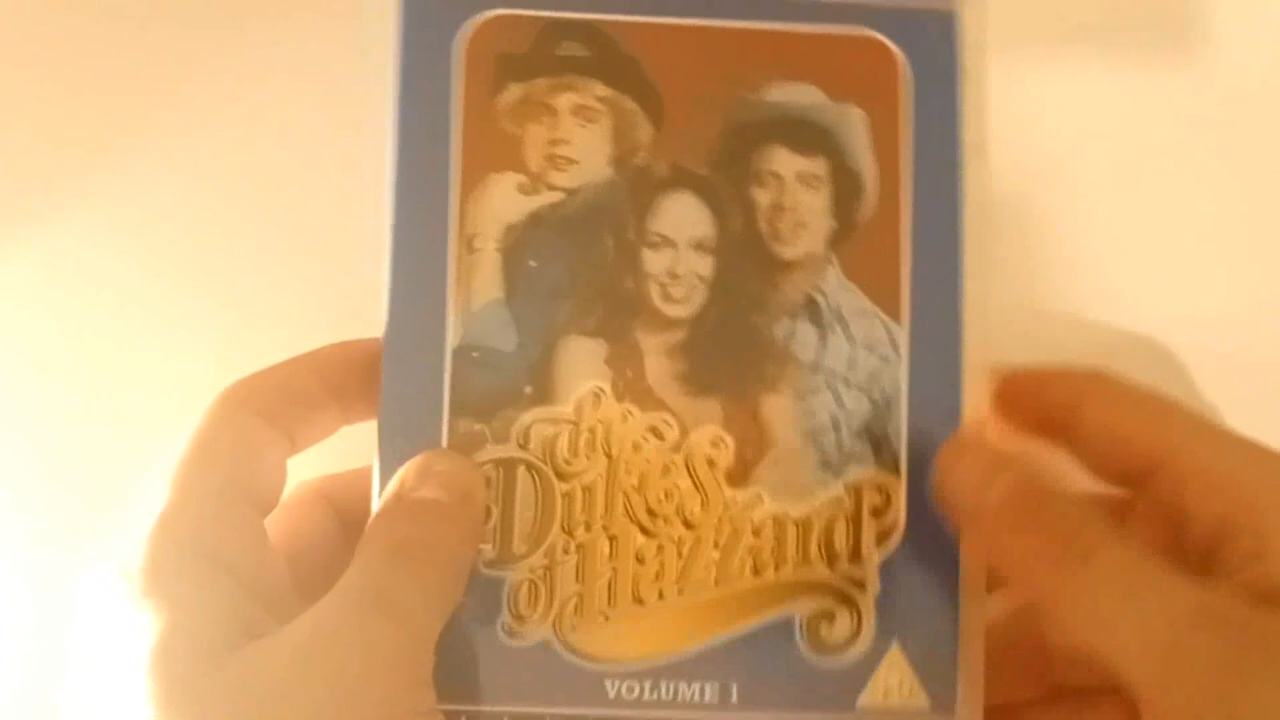 The
Dukes
of Hazzard
VOLUME 1
PG